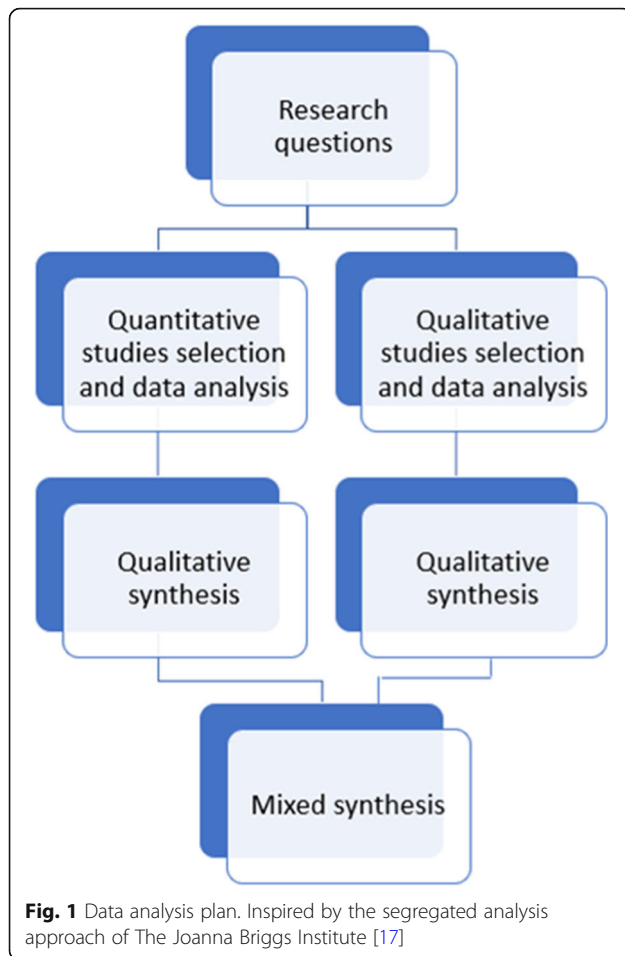 Research
questions
Quantitative
studies selection
and data analysis
Qualitative
studies selection
and data analysis
Qualitative
synthesis
Qualitative
synthesis
Mixed synthesis
Fig. 1 Data analysis plan. Inspired by the segregated analysis
approach of The Joanna Briggs Institute [17]